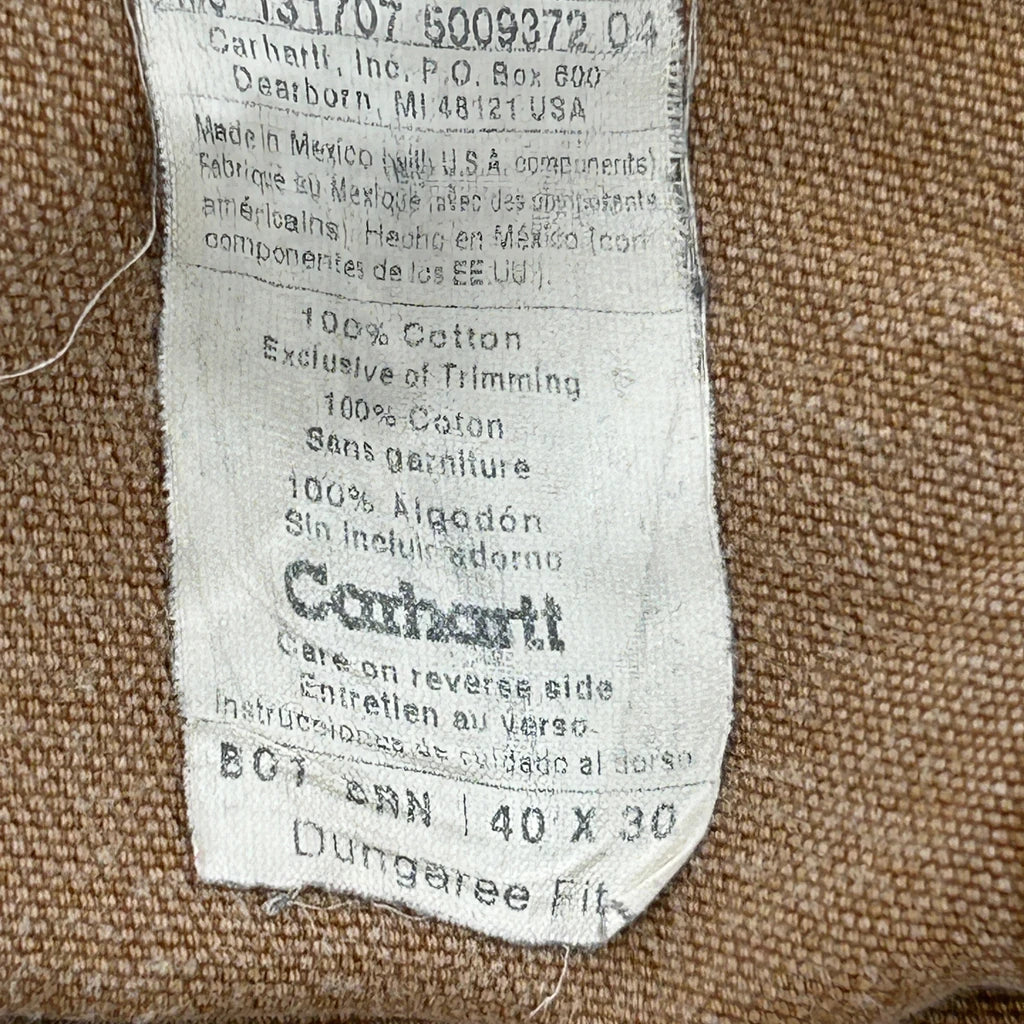 131707 5009372 04
Carhartt, Inc. P.O. Box 600
Dearborn, MI 48121 USA
Made in Mexico (with U.S.A. components)
Fabriqué au Mexique (avec des composants
américains). Hecho en México (con
componentes de los EE.UU).
100% Cotton
Exclusive of Trimming
100% Coton
Sans garniture
100% Algodón
Sin incluir adorno
Carhartt
Care on reverse side
Entretien au verso
Instrucciones de cuidado al dorso
B01 BRN | 40 X 30
Dungaree Fit